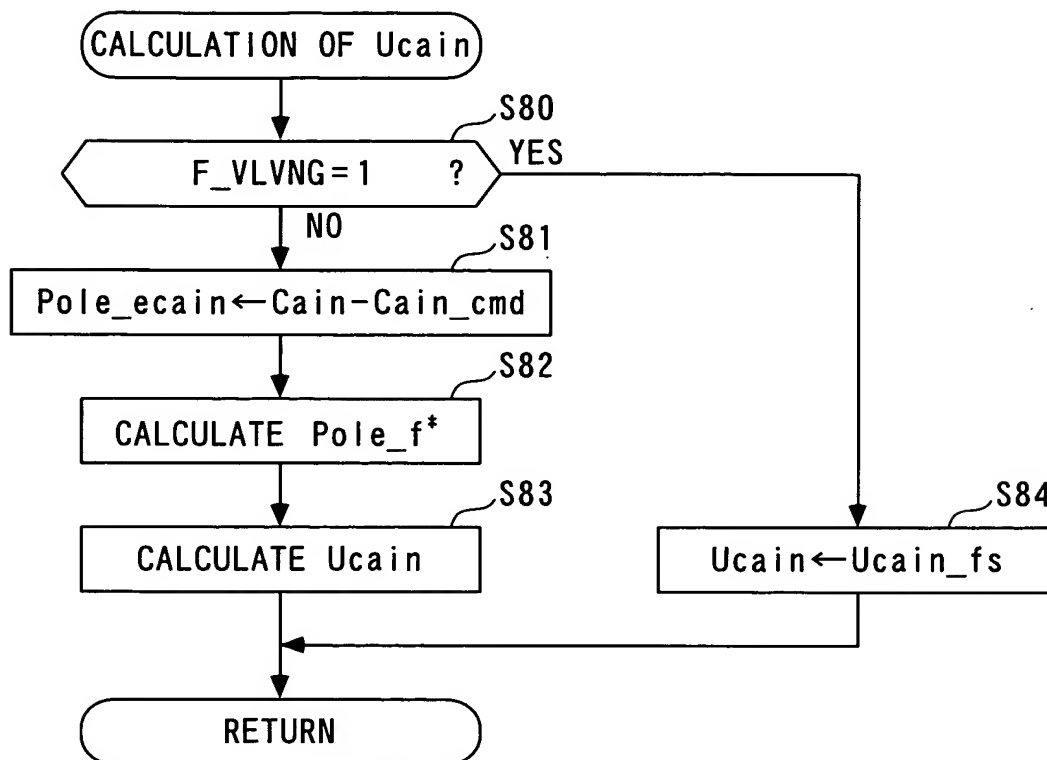 CALCULATION OF Ucain
S80
F_VLVNG=1 ?
YES
NO
S81
Pole_ecain←Cain-Cain_cmd
S82
CALCULATE Pole_f*
S83
CALCULATE Ucain
S84
Ucain←Ucain_fs
RETURN